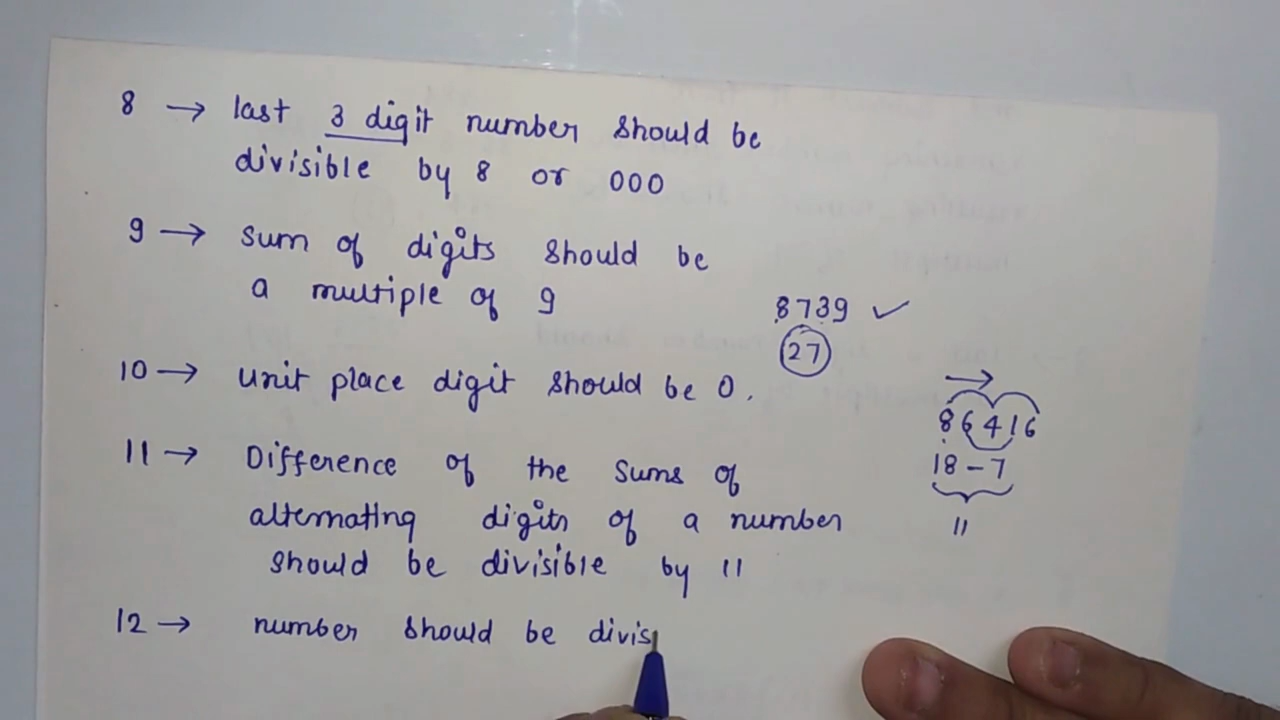 8 → last 3 digit number should be
divisible by 8 or 000
9 → sum of digits should be
a multiple of 9
8739 ✓
27
10 → unit place digit should be 0.
86416
11 → Difference of the sums of
18 - 7
alternating digits of a number
11
should be divisible by 11
12 → number should be divis